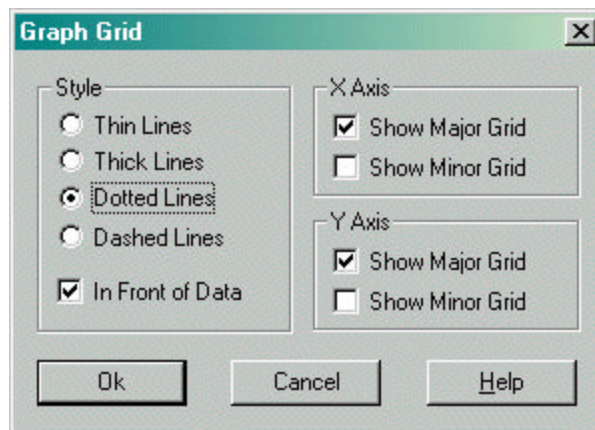 Graph Grid
Style
Thin Lines
Thick Lines
Dotted Lines
Dashed Lines
In Front of Data
X Axis
Show Major Grid
Show Minor Grid
Y Axis
Show Major Grid
Show Minor Grid
Ok
Cancel
Help